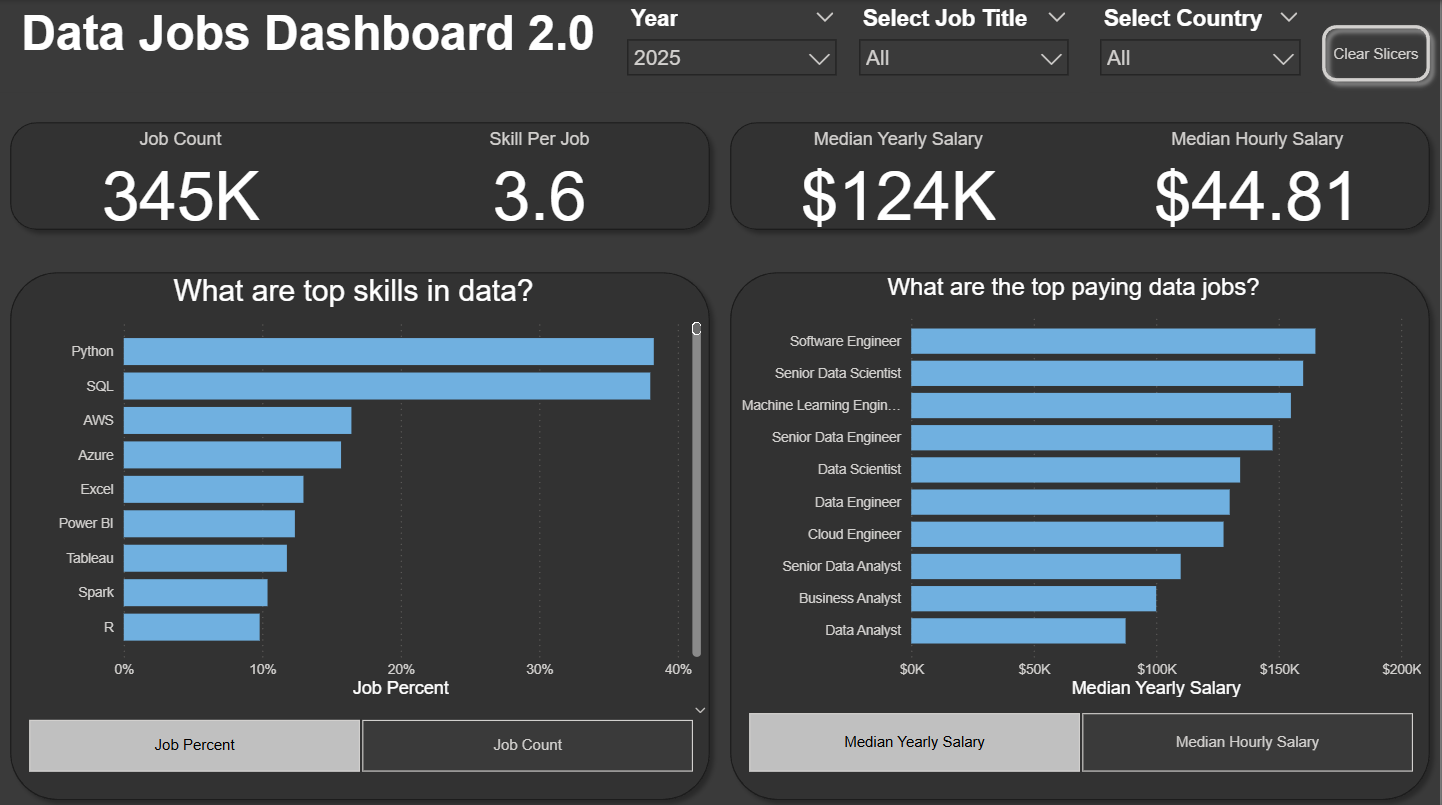 Data Jobs Dashboard 2.0
Year
Select Job Title
Select Country
2025
All
All
Clear Slicers
Job Count
Skill Per Job
345K
3.6
Median Yearly Salary
Median Hourly Salary
$124K
$44.81
What are top skills in data?
Python
SQL
AWS
Azure
Excel
Power BI
Tableau
Spark
R
0%
10%
20%
30%
40%
Job Percent
Job Percent
Job Count
What are the top paying data jobs?
Software Engineer
Senior Data Scientist
Machine Learning Engin…
Senior Data Engineer
Data Scientist
Data Engineer
Cloud Engineer
Senior Data Analyst
Business Analyst
Data Analyst
$0K
$50K
$100K
$150K
$200K
Median Yearly Salary
Median Yearly Salary
Median Hourly Salary